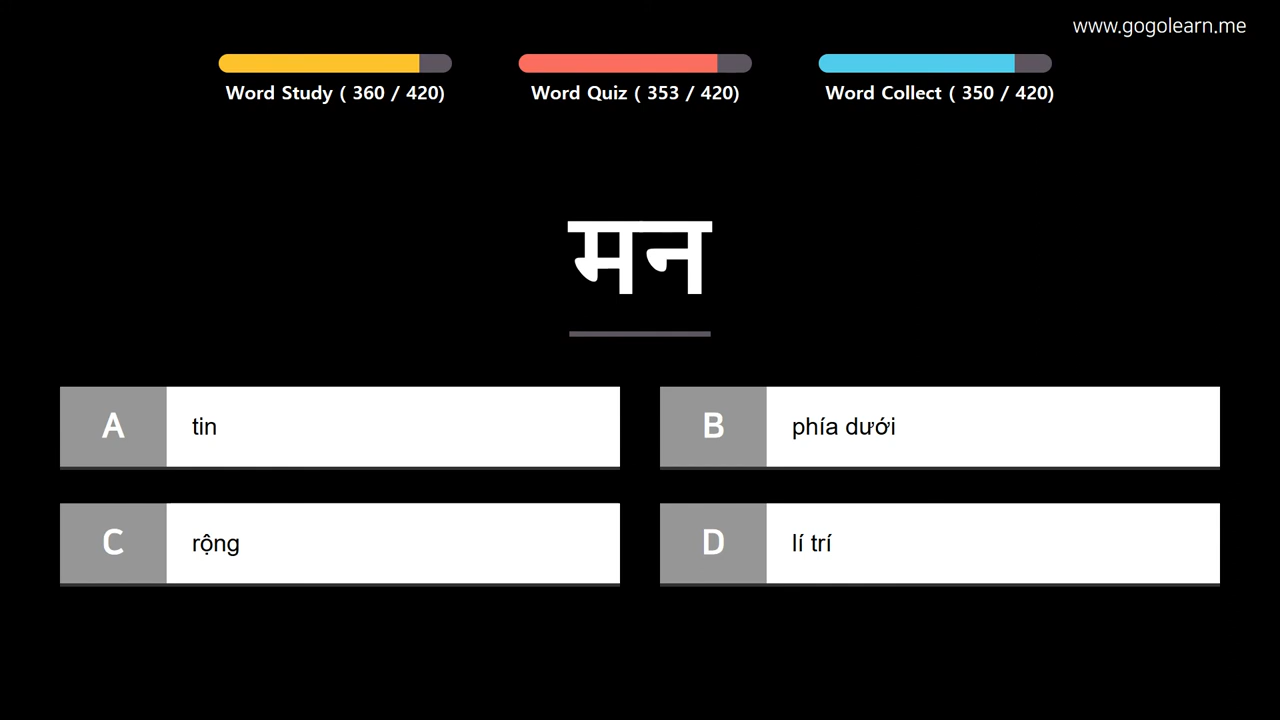 www.gogolearn.me
Word Study ( 360 / 420)
Word Quiz ( 353 / 420)
Word Collect ( 350 / 420)
मन
A tin
B phía dưới
C rộng
D lí trí